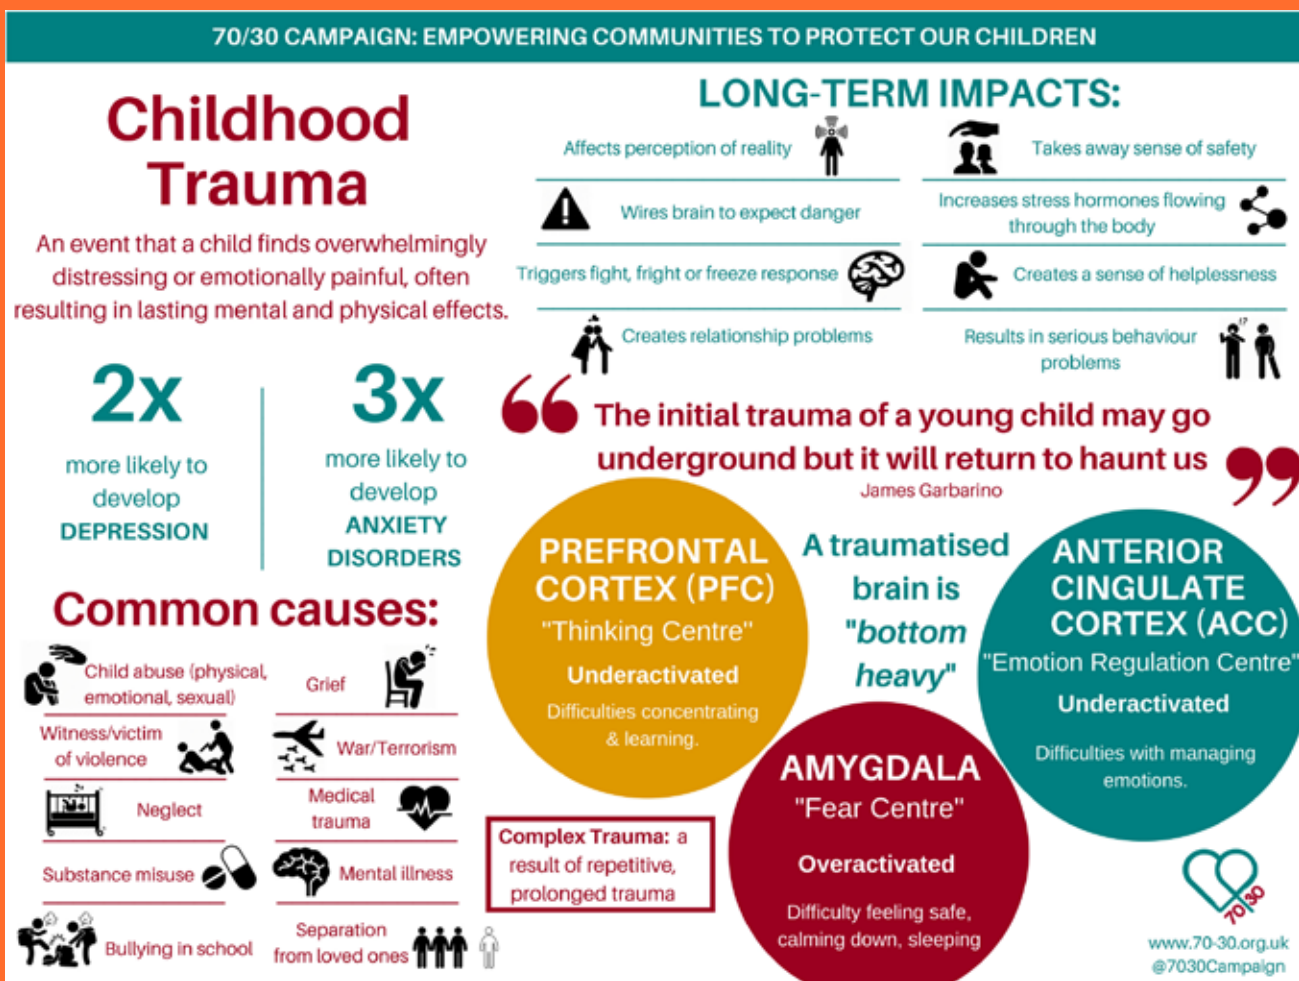 70/30 CAMPAIGN: EMPOWERING COMMUNITIES TO PROTECT OUR CHILDREN
Childhood
Trauma
An event that a child finds overwhelmingly
distressing or emotionally painful, often
resulting in lasting mental and physical effects.
2x
more likely to
develop
DEPRESSION
3x
more likely to
develop
ANXIETY
DISORDERS
Common causes:
Child abuse (physical,
emotional, sexual)
Grief
Witness/victim
of violence
War/Terrorism
Neglect
Medical
trauma
Substance misuse
Mental illness
Bullying in school
Separation
from loved ones
LONG-TERM IMPACTS:
Affects perception of reality
Takes away sense of safety
Wires brain to expect danger
Increases stress hormones flowing
through the body
Triggers fight, fright or freeze response
Creates a sense of helplessness
Creates relationship problems
Results in serious behaviour
problems
!?
“ The initial trauma of a young child may go
underground but it will return to haunt us ”
James Garbarino
PREFRONTAL
CORTEX (PFC)
"Thinking Centre"
Underactivated
Difficulties concentrating
& learning.
A traumatised
brain is
"bottom
heavy"
ANTERIOR
CINGULATE
CORTEX (ACC)
"Emotion Regulation Centre"
Underactivated
Difficulties with managing
emotions.
AMYGDALA
"Fear Centre"
Overactivated
Difficulty feeling safe,
calming down, sleeping
Complex Trauma: a
result of repetitive,
prolonged trauma
70/30
www.70-30.org.uk
@7030Campaign